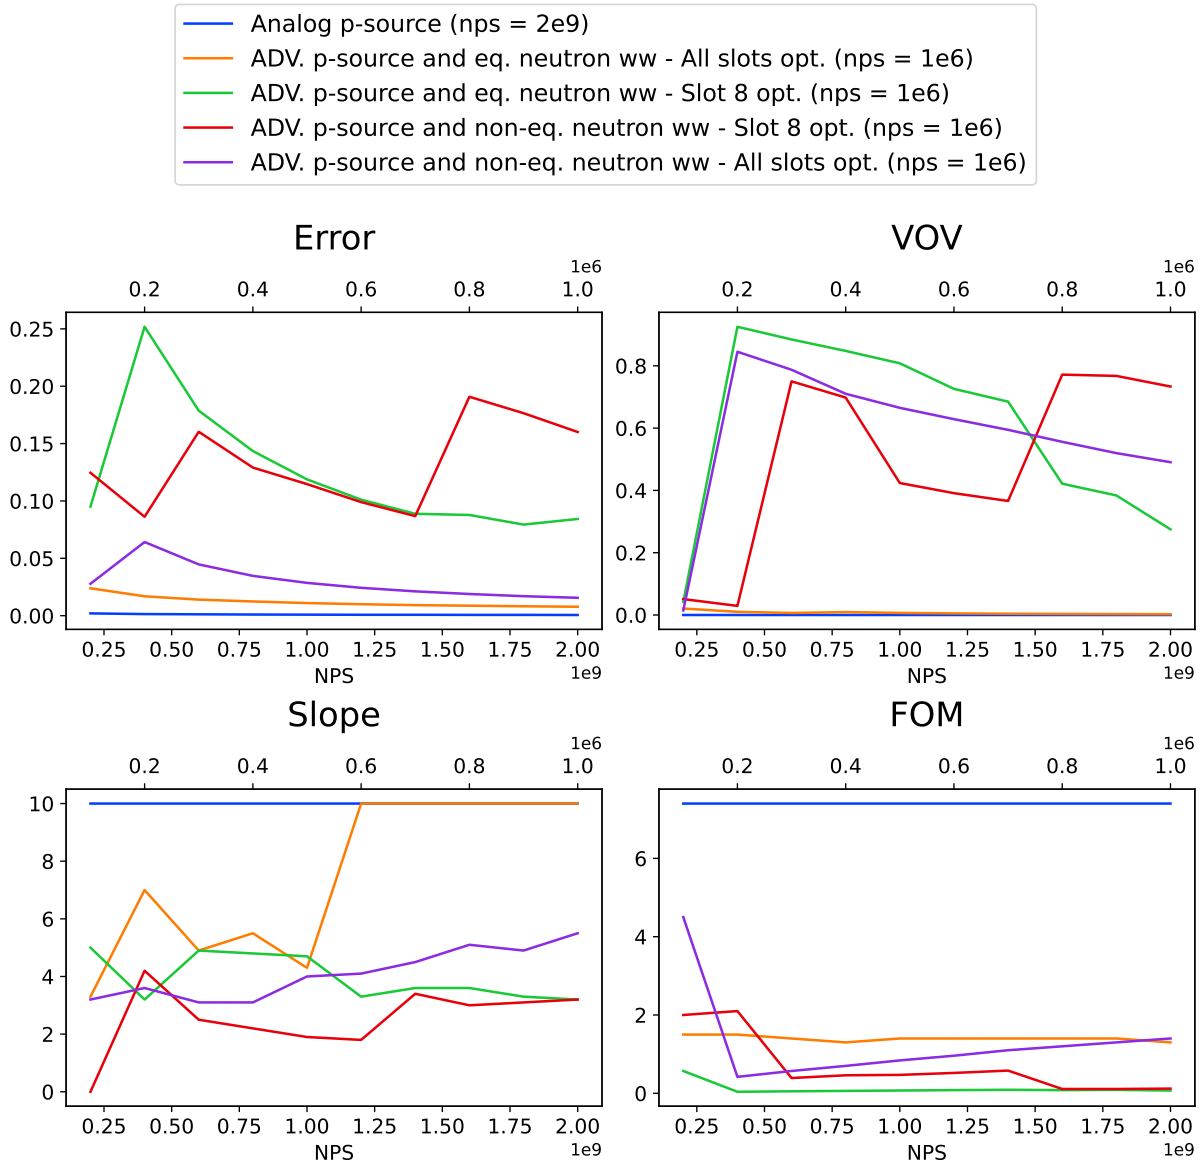 Analog p-source (nps = 2e9)
ADV. p-source and eq. neutron ww - All slots opt. (nps = 1e6)
ADV. p-source and eq. neutron ww - Slot 8 opt. (nps = 1e6)
ADV. p-source and non-eq. neutron ww - Slot 8 opt. (nps = 1e6)
ADV. p-source and non-eq. neutron ww - All slots opt. (nps = 1e6)
Error
1e6
0.2 0.4 0.6 0.8 1.0
0.25
0.20
0.15
0.10
0.05
0.00
0.25 0.50 0.75 1.00 1.25 1.50 1.75 2.00
NPS
1e9
VOV
1e6
0.2 0.4 0.6 0.8 1.0
0.8
0.6
0.4
0.2
0.0
0.25 0.50 0.75 1.00 1.25 1.50 1.75 2.00
NPS
1e9
Slope
1e6
0.2 0.4 0.6 0.8 1.0
10
8
6
4
2
0
0.25 0.50 0.75 1.00 1.25 1.50 1.75 2.00
NPS
1e9
FOM
1e6
0.2 0.4 0.6 0.8 1.0
6
4
2
0
0.25 0.50 0.75 1.00 1.25 1.50 1.75 2.00
NPS
1e9